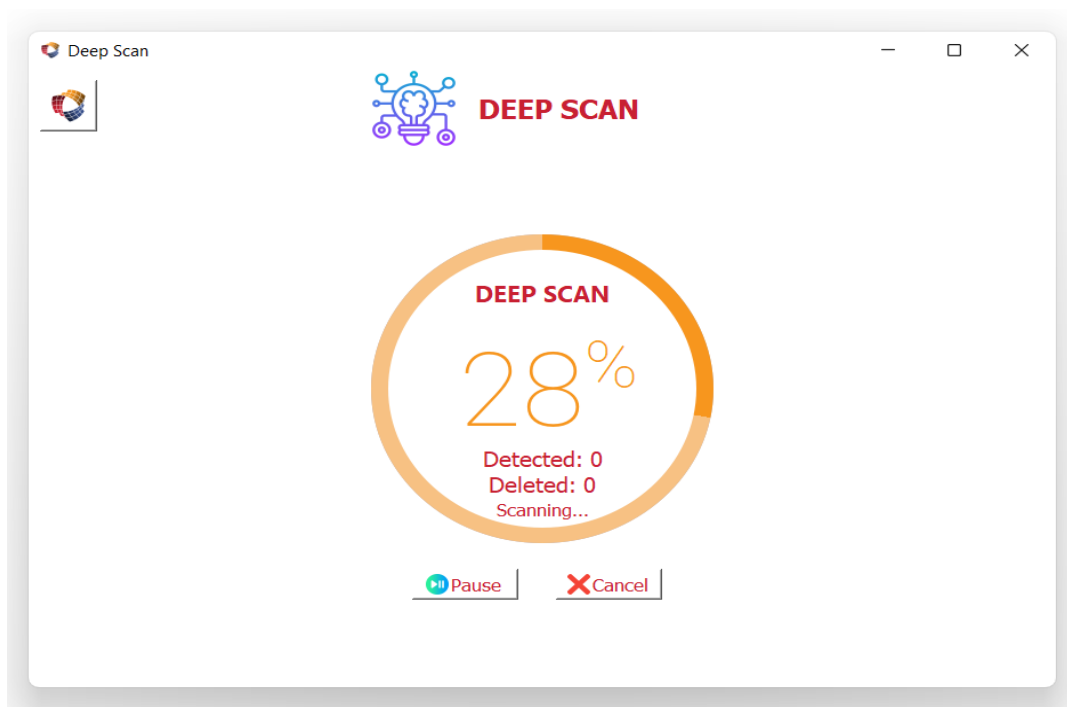 Deep Scan
DEEP SCAN
DEEP SCAN
28%
Detected: 0
Deleted: 0
Scanning...
Pause
Cancel